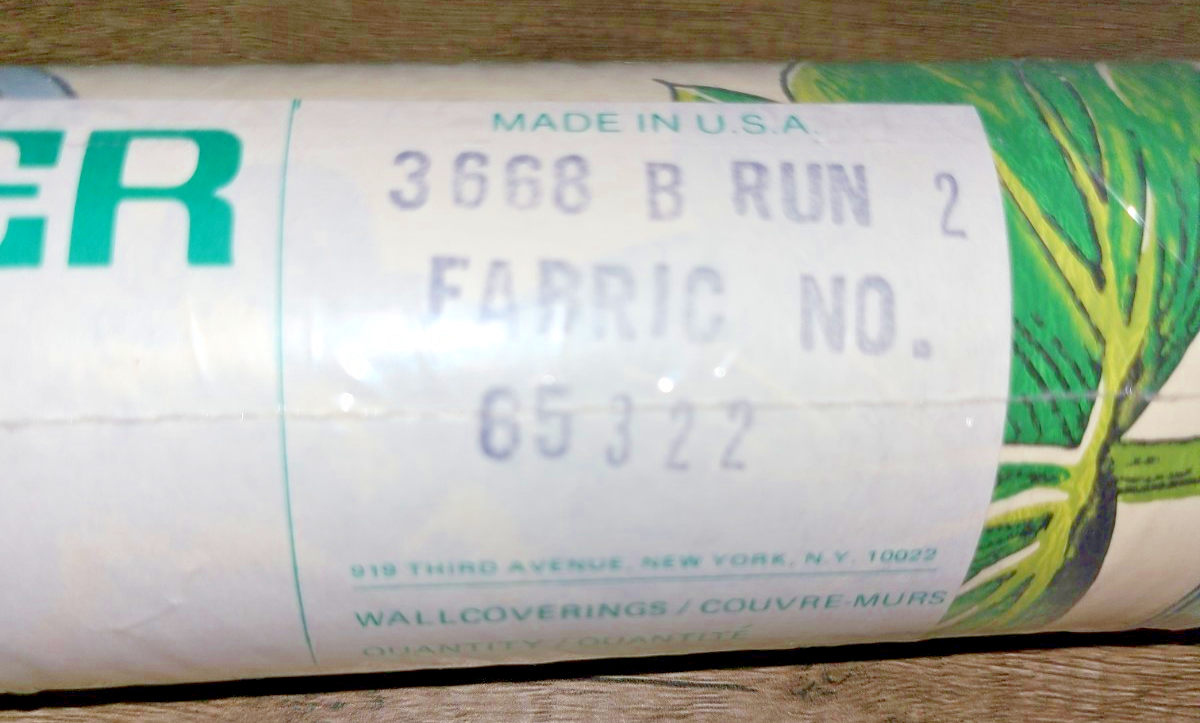 ER
MADE IN U.S.A.
3668 B RUN 2
FABRIC NO.
65322
919 THIRD AVENUE, NEW YORK, N.Y. 10022
WALLCOVERINGS / COUVRE-MURS
QUANTITY / QUANTITÉ